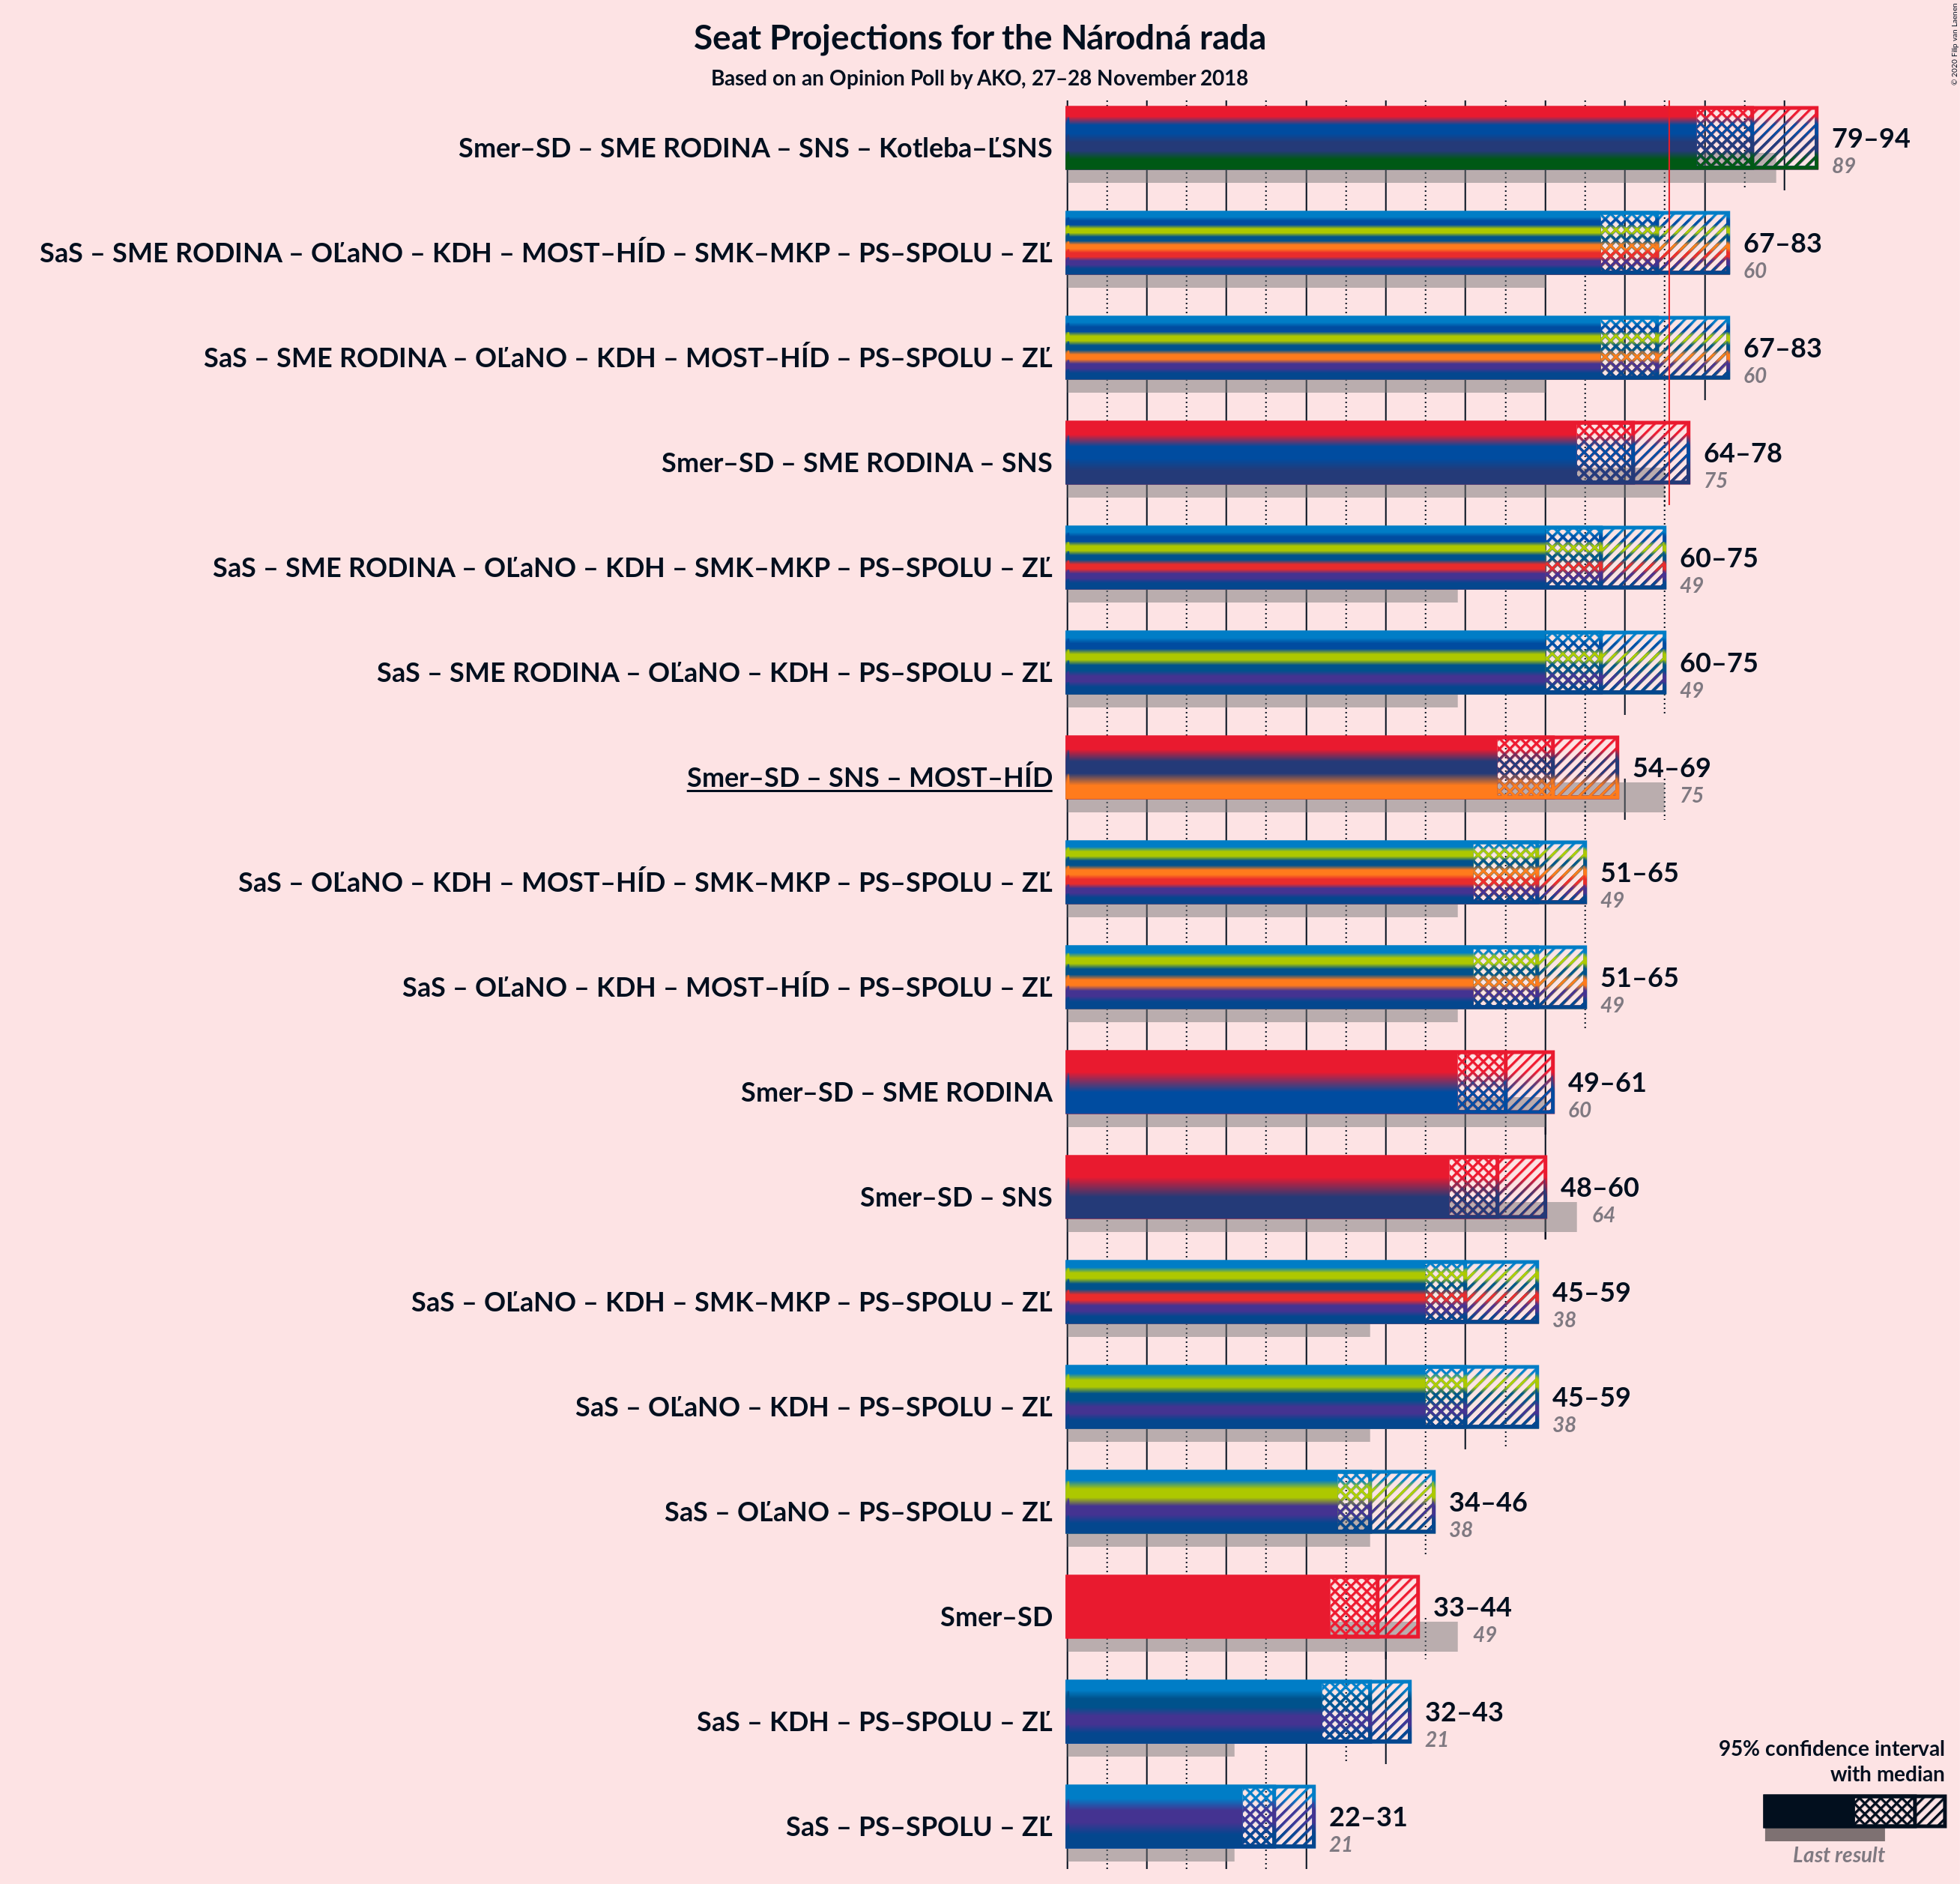 Seat Projections for the Národná rada
Based on an Opinion Poll by AKO, 27–28 November 2018
© 2020 Filip van Laenen
Smer–SD – SME RODINA – SNS – Kotleba–ĽSNS
79–94
89
SaS – SME RODINA – OĽaNO – KDH – MOST–HÍD – SMK–MKP – PS–SPOLU – ZĽ
67–83
60
SaS – SME RODINA – OĽaNO – KDH – MOST–HÍD – PS–SPOLU – ZĽ
67–83
60
Smer–SD – SME RODINA – SNS
64–78
75
SaS – SME RODINA – OĽaNO – KDH – SMK–MKP – PS–SPOLU – ZĽ
60–75
49
SaS – SME RODINA – OĽaNO – KDH – PS–SPOLU – ZĽ
60–75
49
Smer–SD – SNS – MOST–HÍD
54–69
75
SaS – OĽaNO – KDH – MOST–HÍD – SMK–MKP – PS–SPOLU – ZĽ
51–65
49
SaS – OĽaNO – KDH – MOST–HÍD – PS–SPOLU – ZĽ
51–65
49
Smer–SD – SME RODINA
49–61
60
Smer–SD – SNS
48–60
64
SaS – OĽaNO – KDH – SMK–MKP – PS–SPOLU – ZĽ
45–59
38
SaS – OĽaNO – KDH – PS–SPOLU – ZĽ
45–59
38
SaS – OĽaNO – PS–SPOLU – ZĽ
34–46
38
Smer–SD
33–44
49
SaS – KDH – PS–SPOLU – ZĽ
32–43
21
SaS – PS–SPOLU – ZĽ
22–31
21
95% confidence interval
with median
Last result